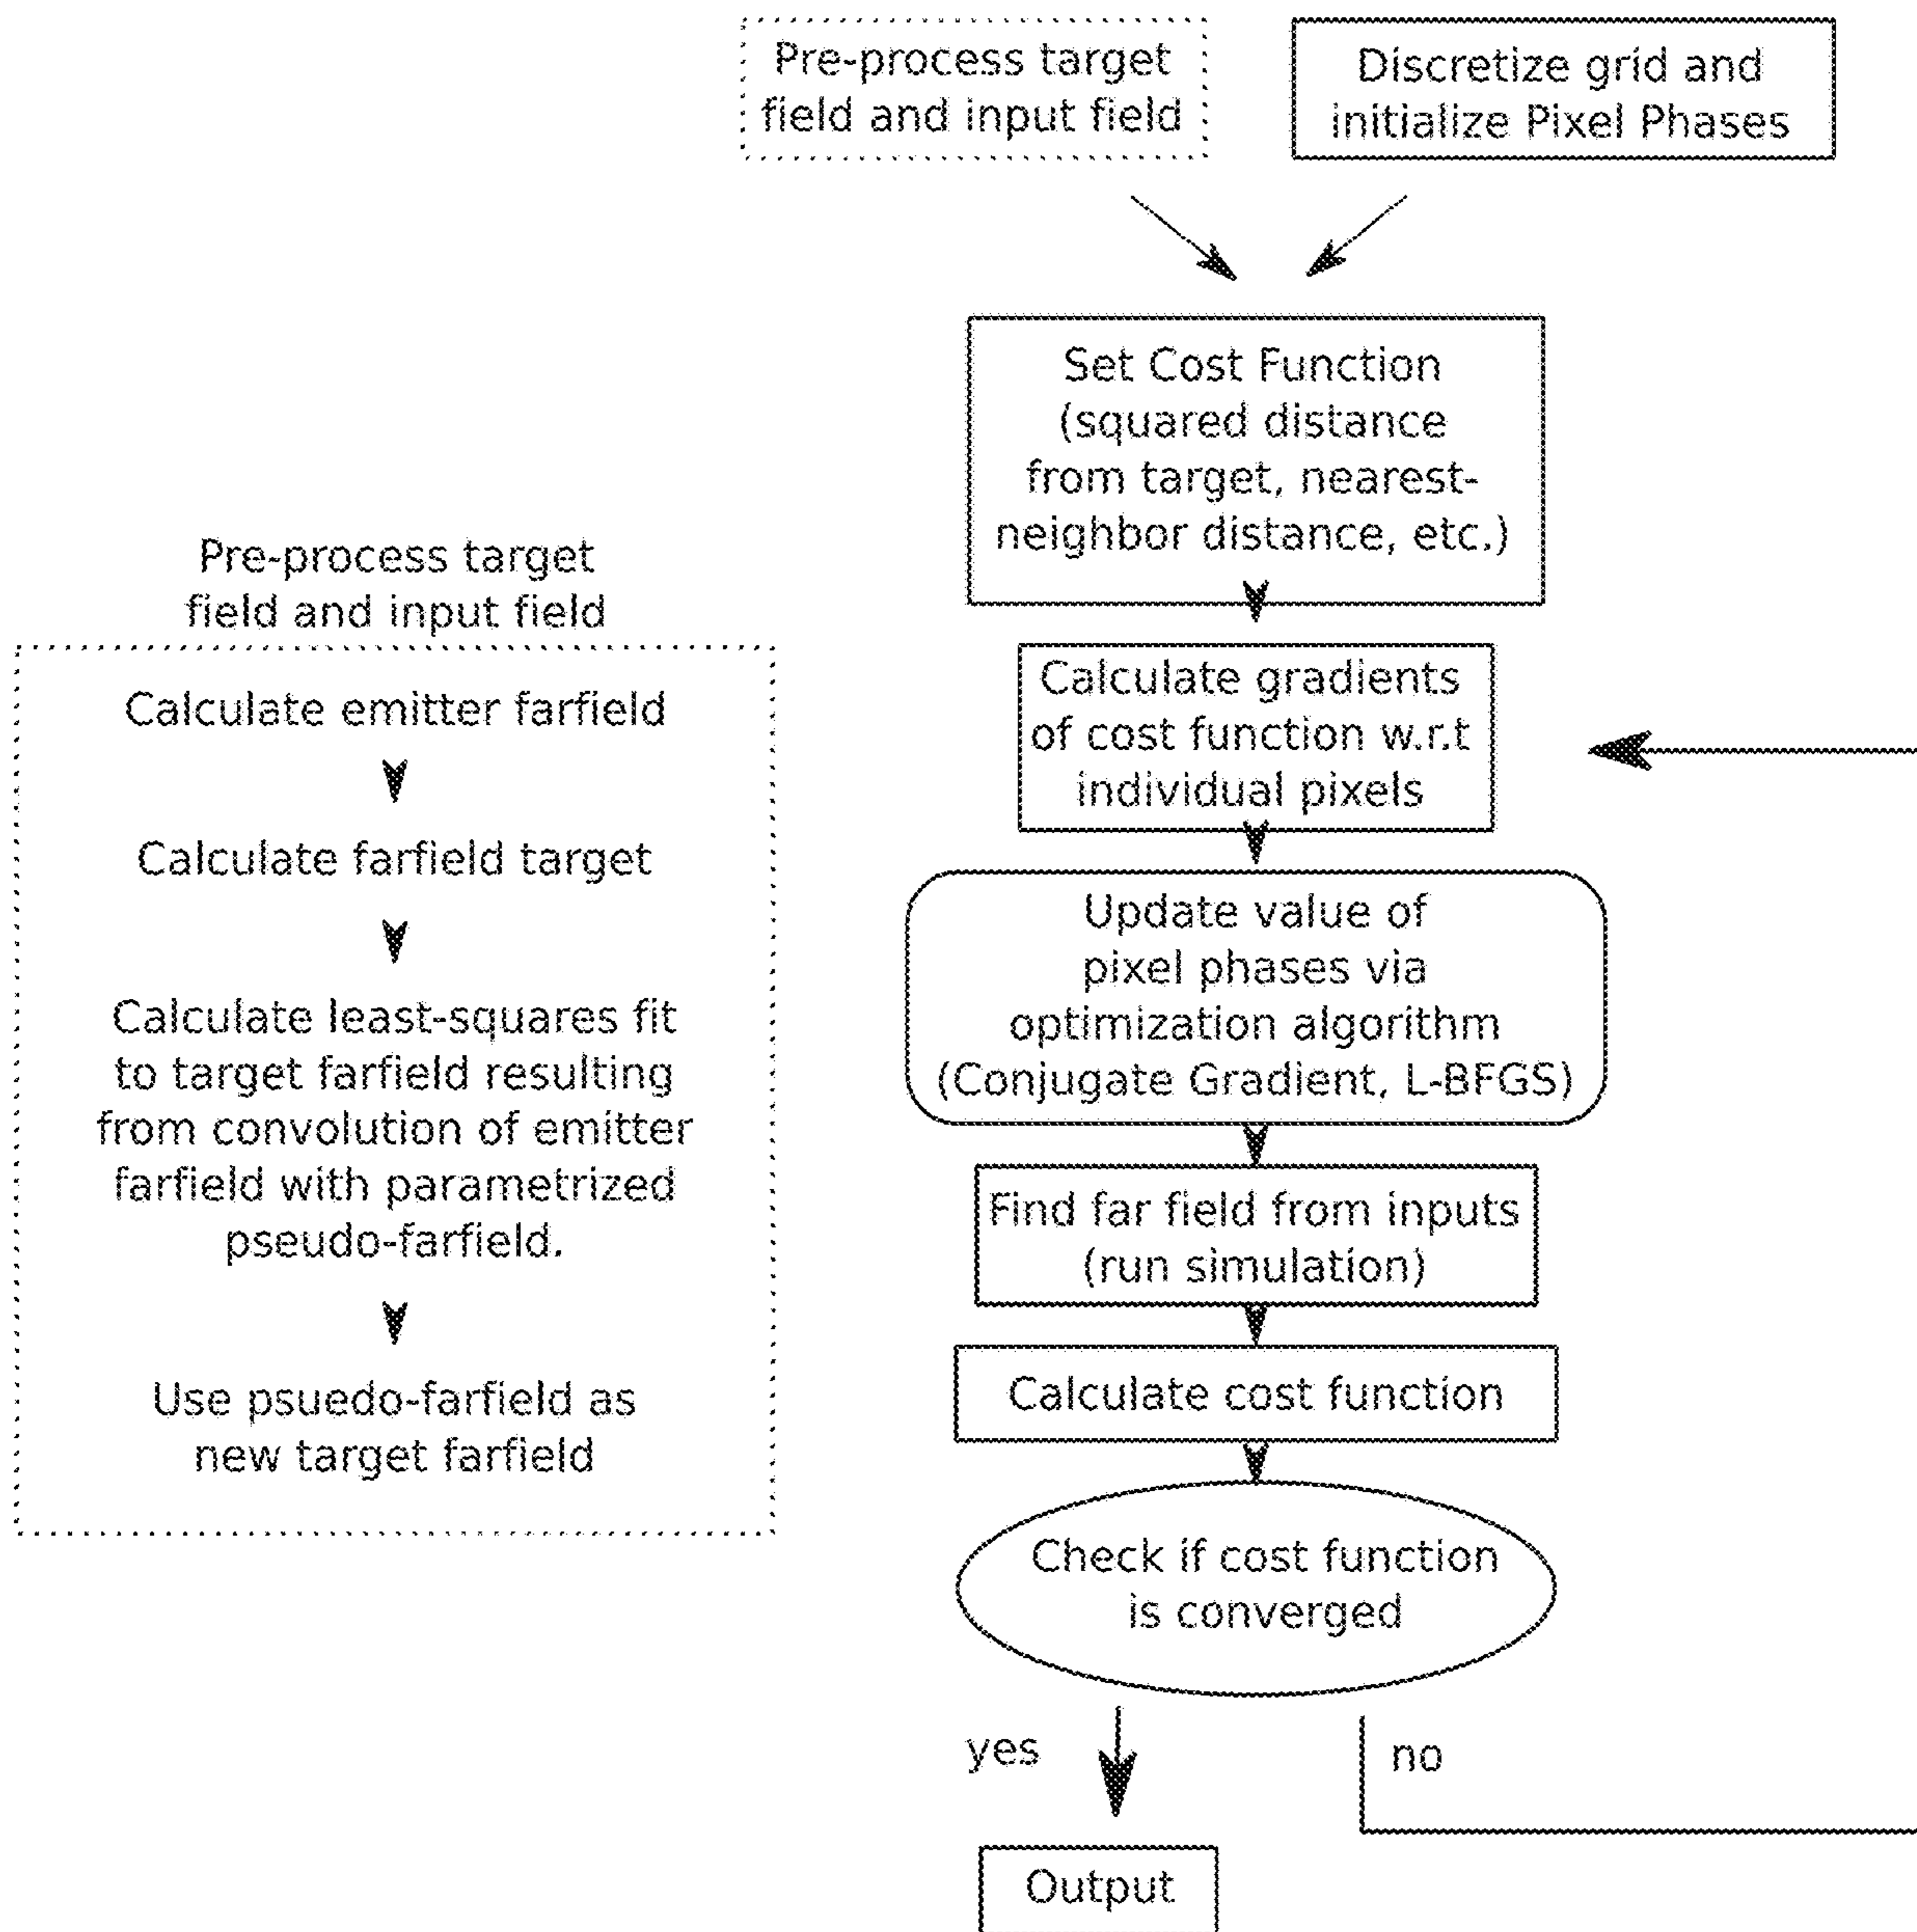 Pre-process target
field and input field
Discretize grid and
initialize Pixel Phases
Set Cost Function
(squared distance
from target, nearest-
neighbor distance, etc.)
Calculate gradients
of cost function w.r.t
individual pixels
Update value of
pixel phases via
optimization algorithm
(Conjugate Gradient, L-BFGS)
Find far field from inputs
(run simulation)
Calculate cost function
Check if cost function
is converged
yes
no
Output
Pre-process target
field and input field
Calculate emitter farfield
Calculate farfield target
Calculate least-squares fit
to target farfield resulting
from convolution of emitter
farfield with parametrized
pseudo-farfield.
Use psuedo-farfield as
new target farfield